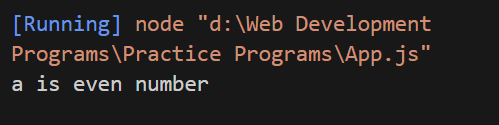 [Running] node "d:\Web Development
Programs\Practice Programs\App.js"
a is even number